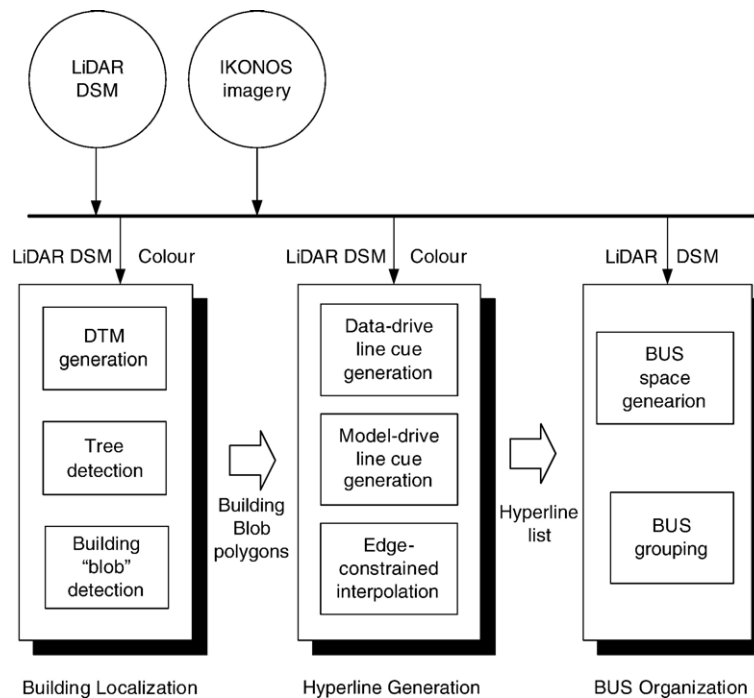 LiDAR
DSM
IKONOS
imagery
LiDAR DSM
Colour
LiDAR DSM
Colour
LiDAR
DSM
DTM
generation
Tree
detection
Building
"blob"
detection
Building
Blob
polygons
Data-drive
line cue
generation
Model-drive
line cue
generation
Edge-
constrained
interpolation
Hyperline
list
BUS
space
genearion
BUS
grouping
Building Localization
Hyperline Generation
BUS Organization